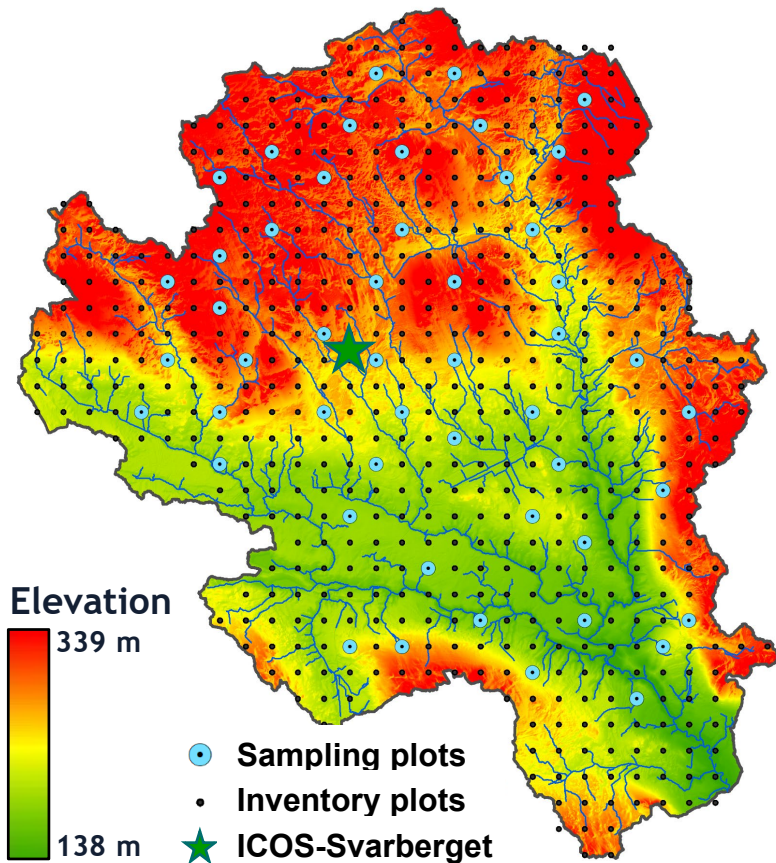 Elevation
339 m
138 m
Sampling plots
Inventory plots
ICOS-Svarberget